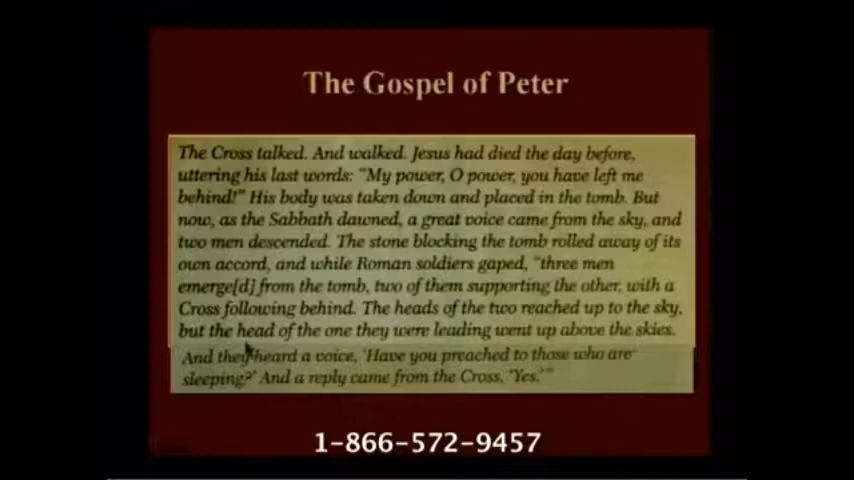 The Gospel of Peter
The Cross talked. And walked. Jesus had died the day before,
uttering his last words: "My power, O power, you have left me
behind!" His body was taken down and placed in the tomb. But
now, as the Sabbath dawned, a great voice came from the sky, and
two men descended. The stone blocking the tomb rolled away of its
own accord, and while Roman soldiers gaped, "three men
emerge[d] from the tomb, two of them supporting the other, with a
Cross following behind. The heads of the two reached up to the sky,
but the head of the one they were leading went up above the skies.
And they heard a voice, 'Have you preached to those who are
sleeping?' And a reply came from the Cross, 'Yes.'"
1-866-572-9457